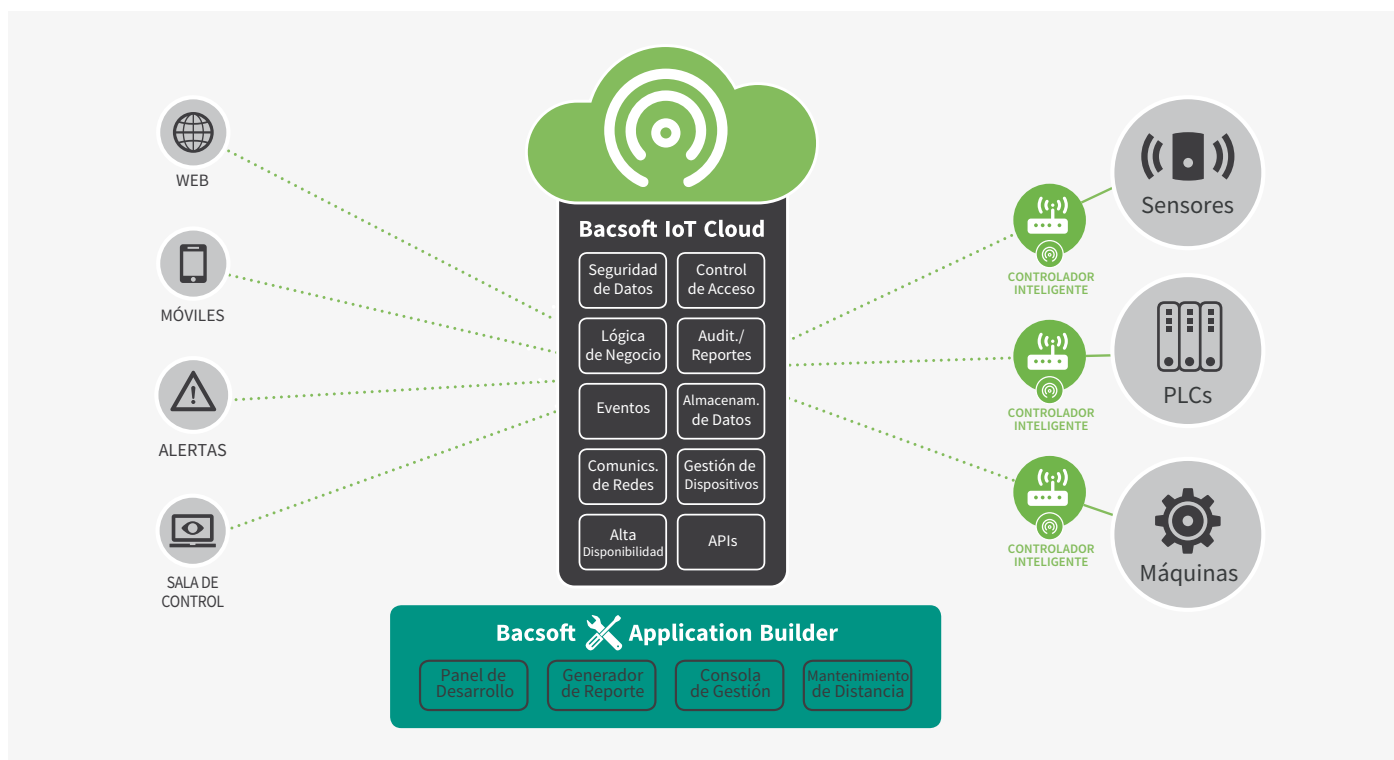 WEB
MÓVILES
ALERTAS
SALA DE
CONTROL
Bacsoft IoT Cloud
Seguridad
de Datos
Control
de Acceso
Lógica
de Negocio
Audit./
Reportes
Eventos
Almacenam.
de Datos
Comunics.
de Redes
Gestión de
Dispositivos
Alta
Disponibilidad
APIs
CONTROLADOR
INTELIGENTE
Sensores
CONTROLADOR
INTELIGENTE
PLCs
CONTROLADOR
INTELIGENTE
Máquinas
Bacsoft Application Builder
Panel de
Desarrollo
Generador
de Reporte
Consola
de Gestión
Mantenimiento
de Distancia